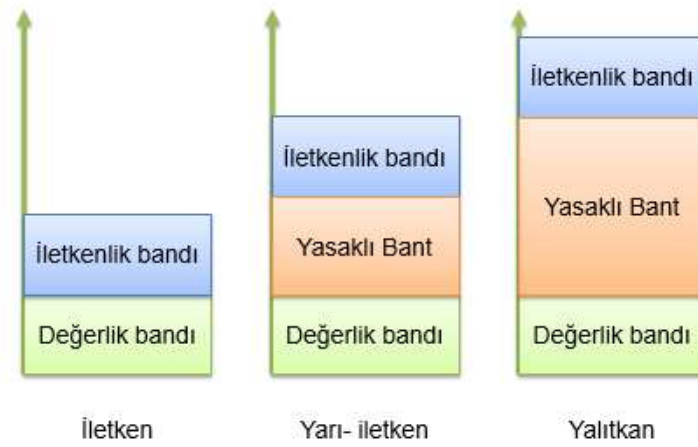 İletkenlik bandı
Değerlik bandı
İletken
İletkenlik bandı
Yasaklı Bant
Değerlik bandı
Yarı- iletken
İletkenlik bandı
Yasaklı Bant
Değerlik bandı
Yalıtkan